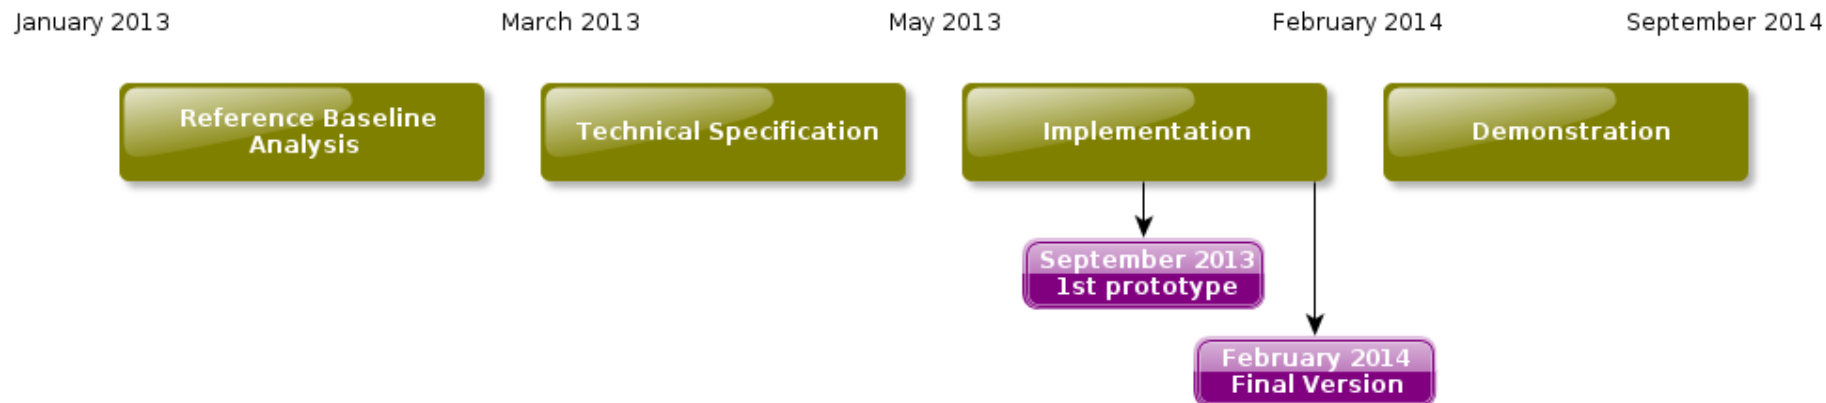 January 2013
March 2013
May 2013
February 2014
September 2014
Reference Baseline
Analysis
Technical Specification
Implementation
Demonstration
September 2013
1st prototype
February 2014
Final Version